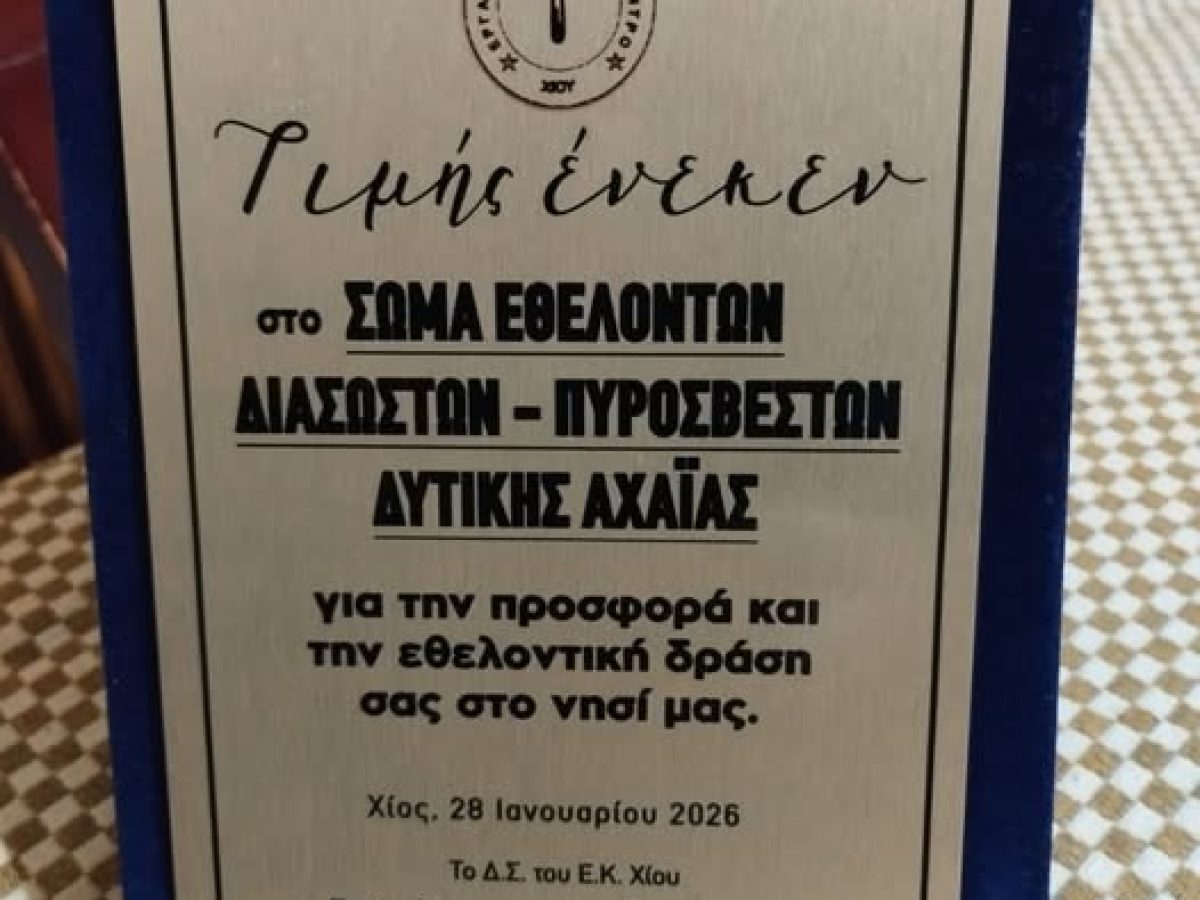 ΧΙΟΥ
Τιμής ένεκεν
στο ΣΩΜΑ ΕΘΕΛΟΝΤΩΝ
ΔΙΑΣΩΣΤΩΝ – ΠΥΡΟΣΒΕΣΤΩΝ
ΔΥΤΙΚΗΣ ΑΧΑΪΑΣ
για την προσφορά και
την εθελοντική δράση
σας στο νησί μας.
Χίος, 28 Ιανουαρίου 2026
Το Δ.Σ. του Ε.Κ. Χίου